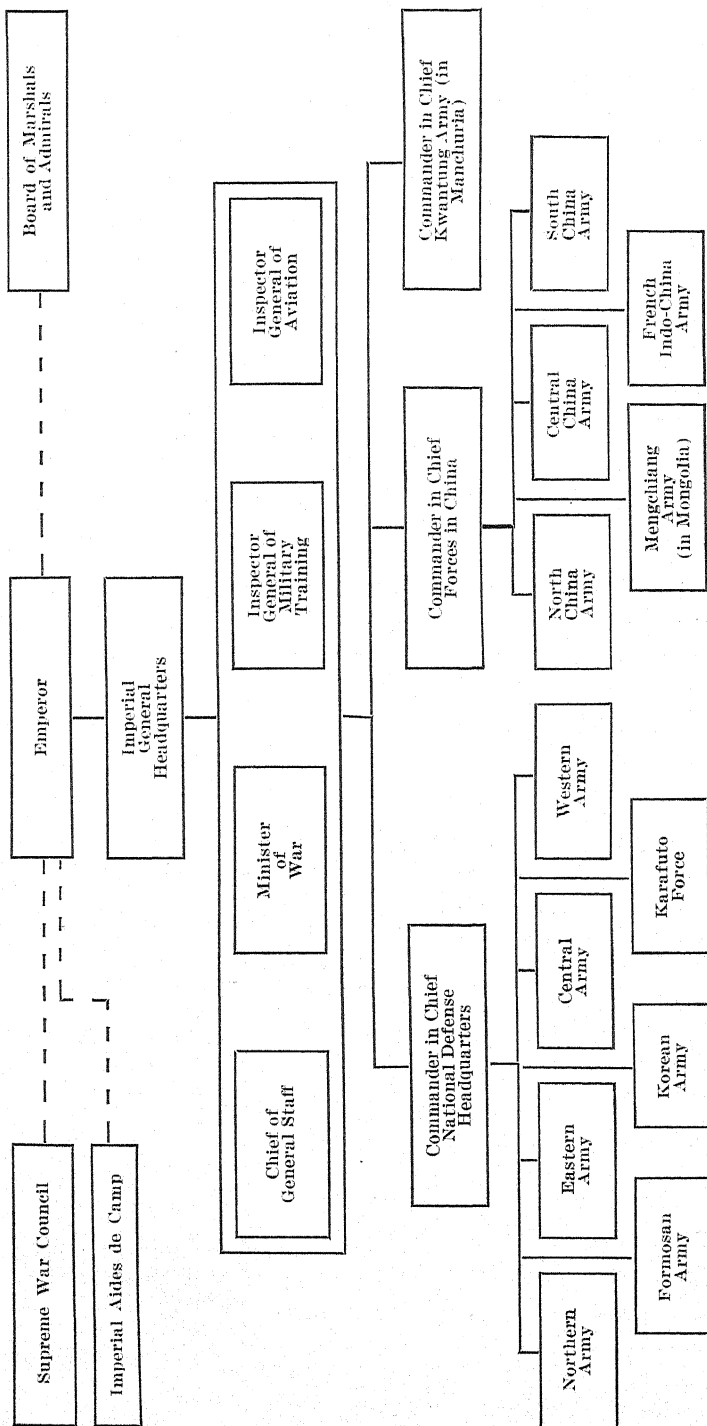 Board of Marshals
and Admirals
Emperor
Supreme War Council
Imperial Aides de Camp
Imperial
General
Headquarters
Chief of
General Staff
Minister
of
War
Inspector
General of
Military
Training
Inspector
General of
Aviation
Commander in Chief
National Defense
Headquarters
Commander in Chief
Forces in China
Commander in Chief
Kwantung Army (in
Manchuria)
Northern
Army
Eastern
Army
Central
Army
Western
Army
Formosan
Army
Korean
Army
Karafuto
Force
North
China
Army
Central
China
Army
South
China
Army
Mengchiang
Army
(in Mongolia)
French
Indo-China
Army